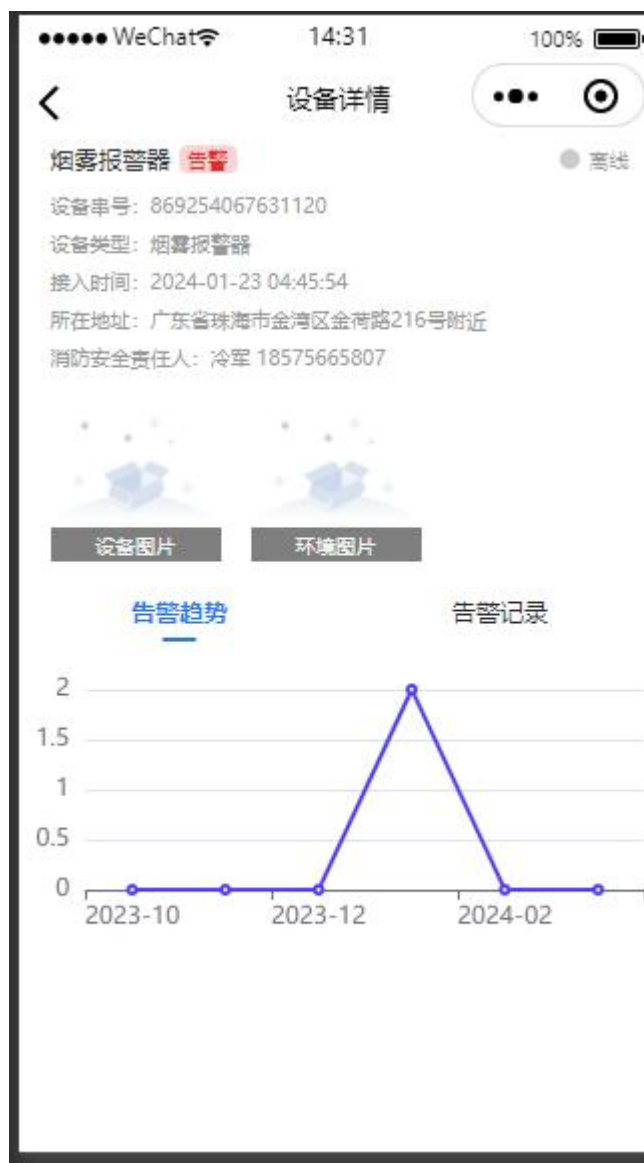 WeChat 14:31 100%
设备详情
烟雾报警器 告警 离线
设备串号：869254067631120
设备类型：烟雾报警器
接入时间：2024-01-23 04:45:54
所在地址：广东省珠海市金湾区金荷路216号附近
消防安全责任人：冷军 18575665807
设备图片 环境图片
告警趋势 告警记录
2
1.5
1
0.5
0
2023-10 2023-12 2024-02